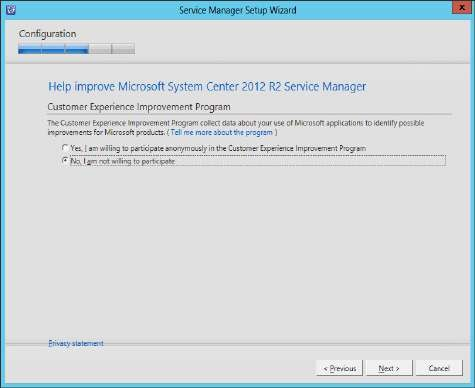 Service Manager Setup Wizard
x
Configuration
Help improve Microsoft System Center 2012 R2 Service Manager
Customer Experience Improvement Program
The Customer Experience Improvement Program collect data about your use of Microsoft applications to identify possible
improvements for Microsoft products. ( Tell me more about the program )
Yes, I am willing to participate anonymously in the Customer Experience Improvement Program
No, I am not willing to participate
Privacy statement
< Previous Next > Cancel